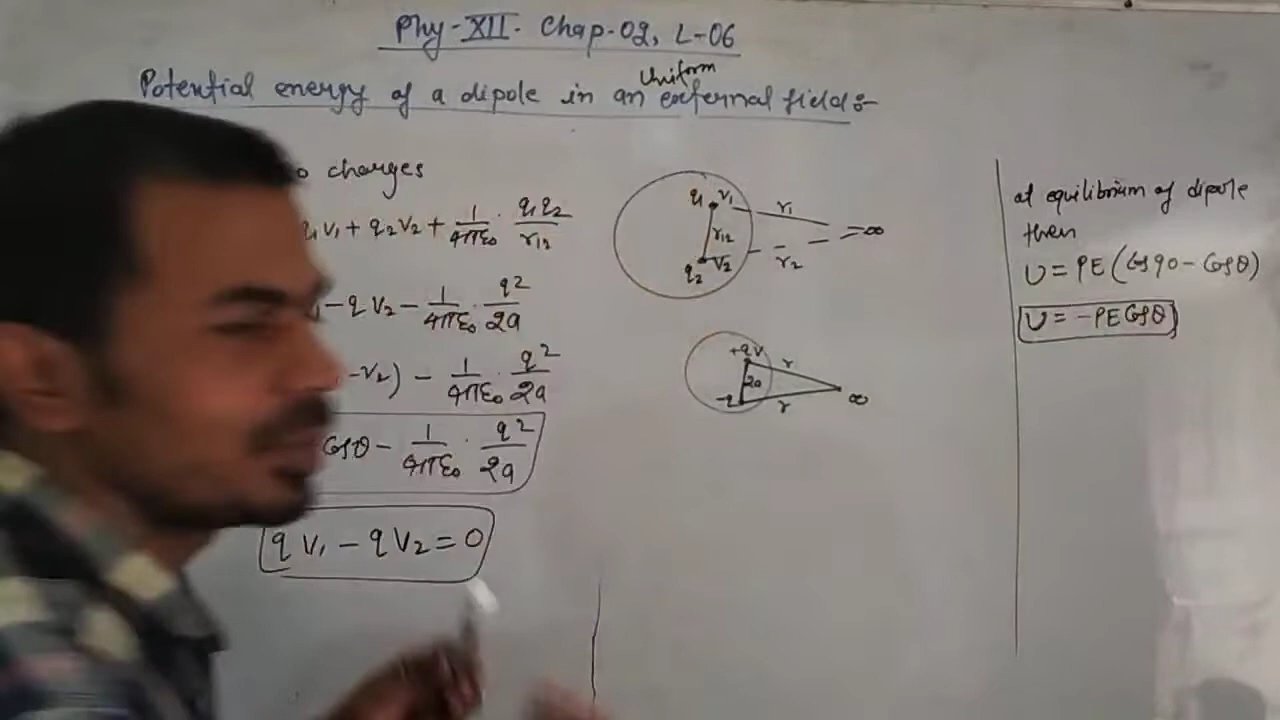 Phy-XII. Chap-02, L-06
Uniform
Potential energy of a dipole in an external field:-
o charges
q₁V₁ + q₂V₂ + 1/4πε₀ · q₁q₂/r₁₂
- qV₂ - 1/4πε₀ · q²/2a
-V₂) - 1/4πε₀ · q²/2a
Cosθ - 1/4πε₀ · q²/2a
qV₁ - qV₂ = 0
q₁ V₁ r₁
r₁₂ = ∞
q₂ V₂ r₂
+q V r
2a ∞
-q r
at equilibrium of dipole
then
U = PE (Cos90 - Cosθ)
U = -PE Cosθ